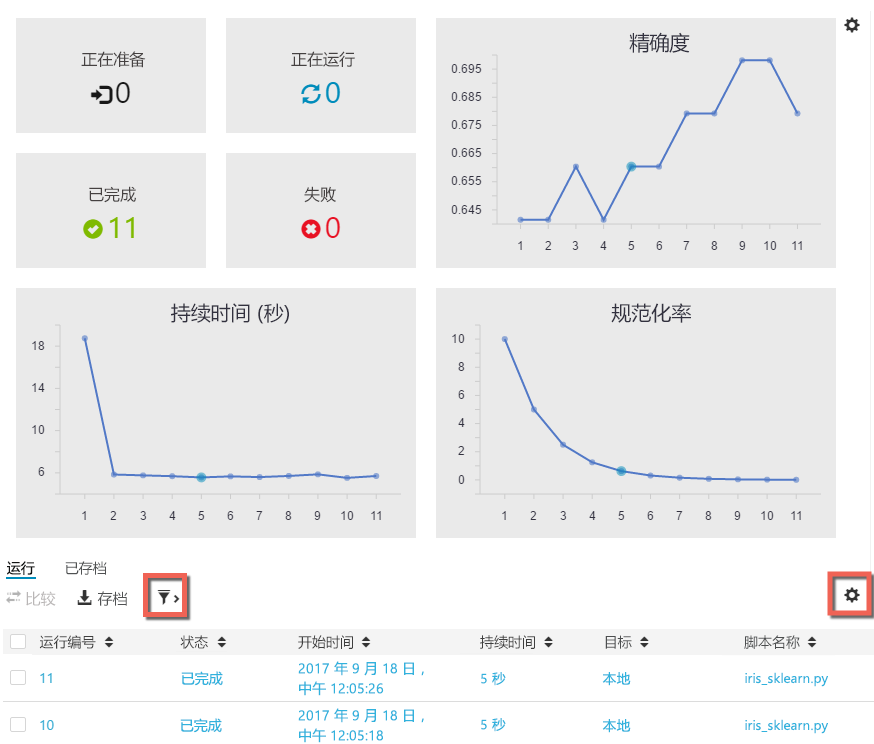 正在准备
0
正在运行
0
已完成
11
失败
0
精确度
0.695
0.685
0.675
0.665
0.655
0.645
1 2 3 4 5 6 7 8 9 10 11
持续时间 (秒)
18
14
10
6
1 2 3 4 5 6 7 8 9 10 11
规范化率
10
8
6
4
2
0
1 2 3 4 5 6 7 8 9 10 11
运行 已存档
比较 存档
运行编号 状态 开始时间 持续时间 目标 脚本名称
11 已完成 2017 年 9 月 18 日，
中午 12:05:26 5 秒 本地 iris_sklearn.py
10 已完成 2017 年 9 月 18 日，
中午 12:05:18 5 秒 本地 iris_sklearn.py